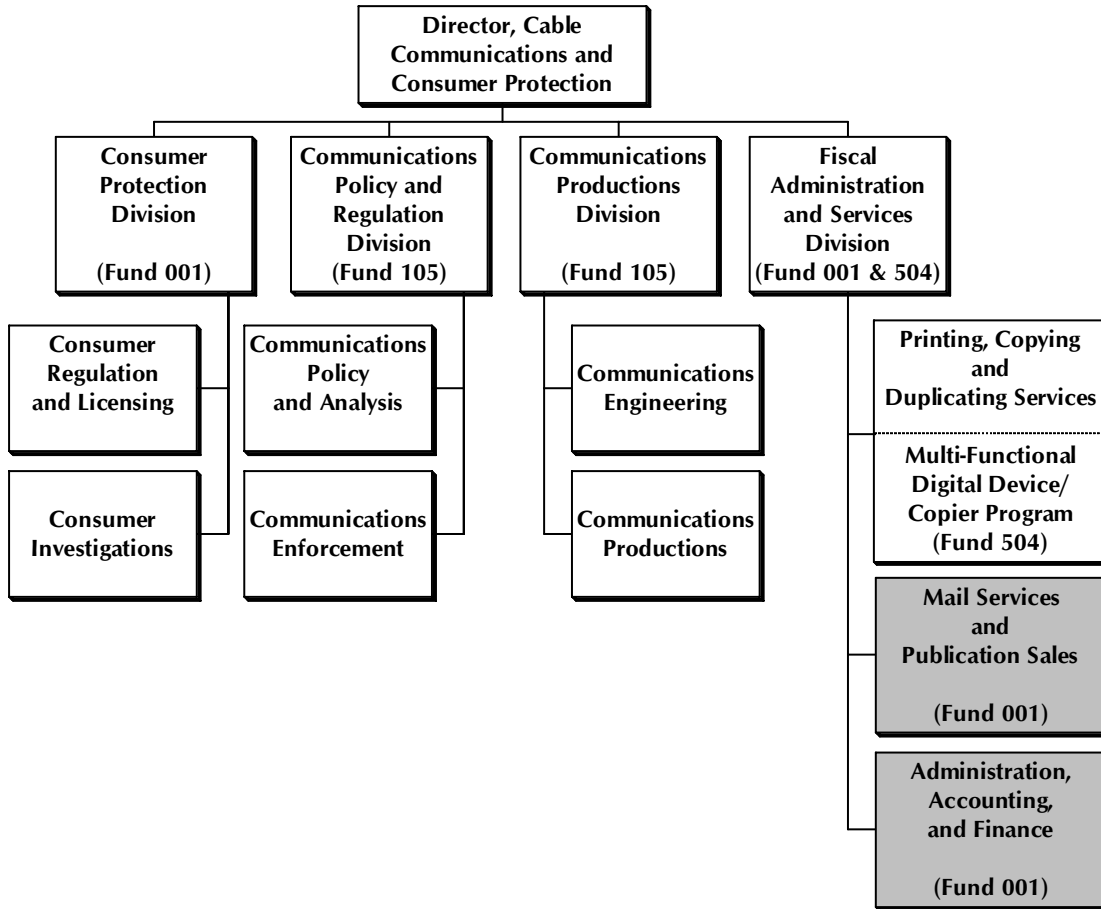 Director, Cable
Communications and
Consumer Protection
Consumer
Protection
Division
(Fund 001)
Communications
Policy and
Regulation
Division
(Fund 105)
Communications
Productions
Division
(Fund 105)
Fiscal
Administration
and Services
Division
(Fund 001 & 504)
Consumer
Regulation
and Licensing
Communications
Policy
and Analysis
Communications
Engineering
Printing, Copying
and
Duplicating Services
Multi-Functional
Digital Device/
Copier Program
(Fund 504)
Consumer
Investigations
Communications
Enforcement
Communications
Productions
Mail Services
and
Publication Sales
(Fund 001)
Administration,
Accounting,
and Finance
(Fund 001)